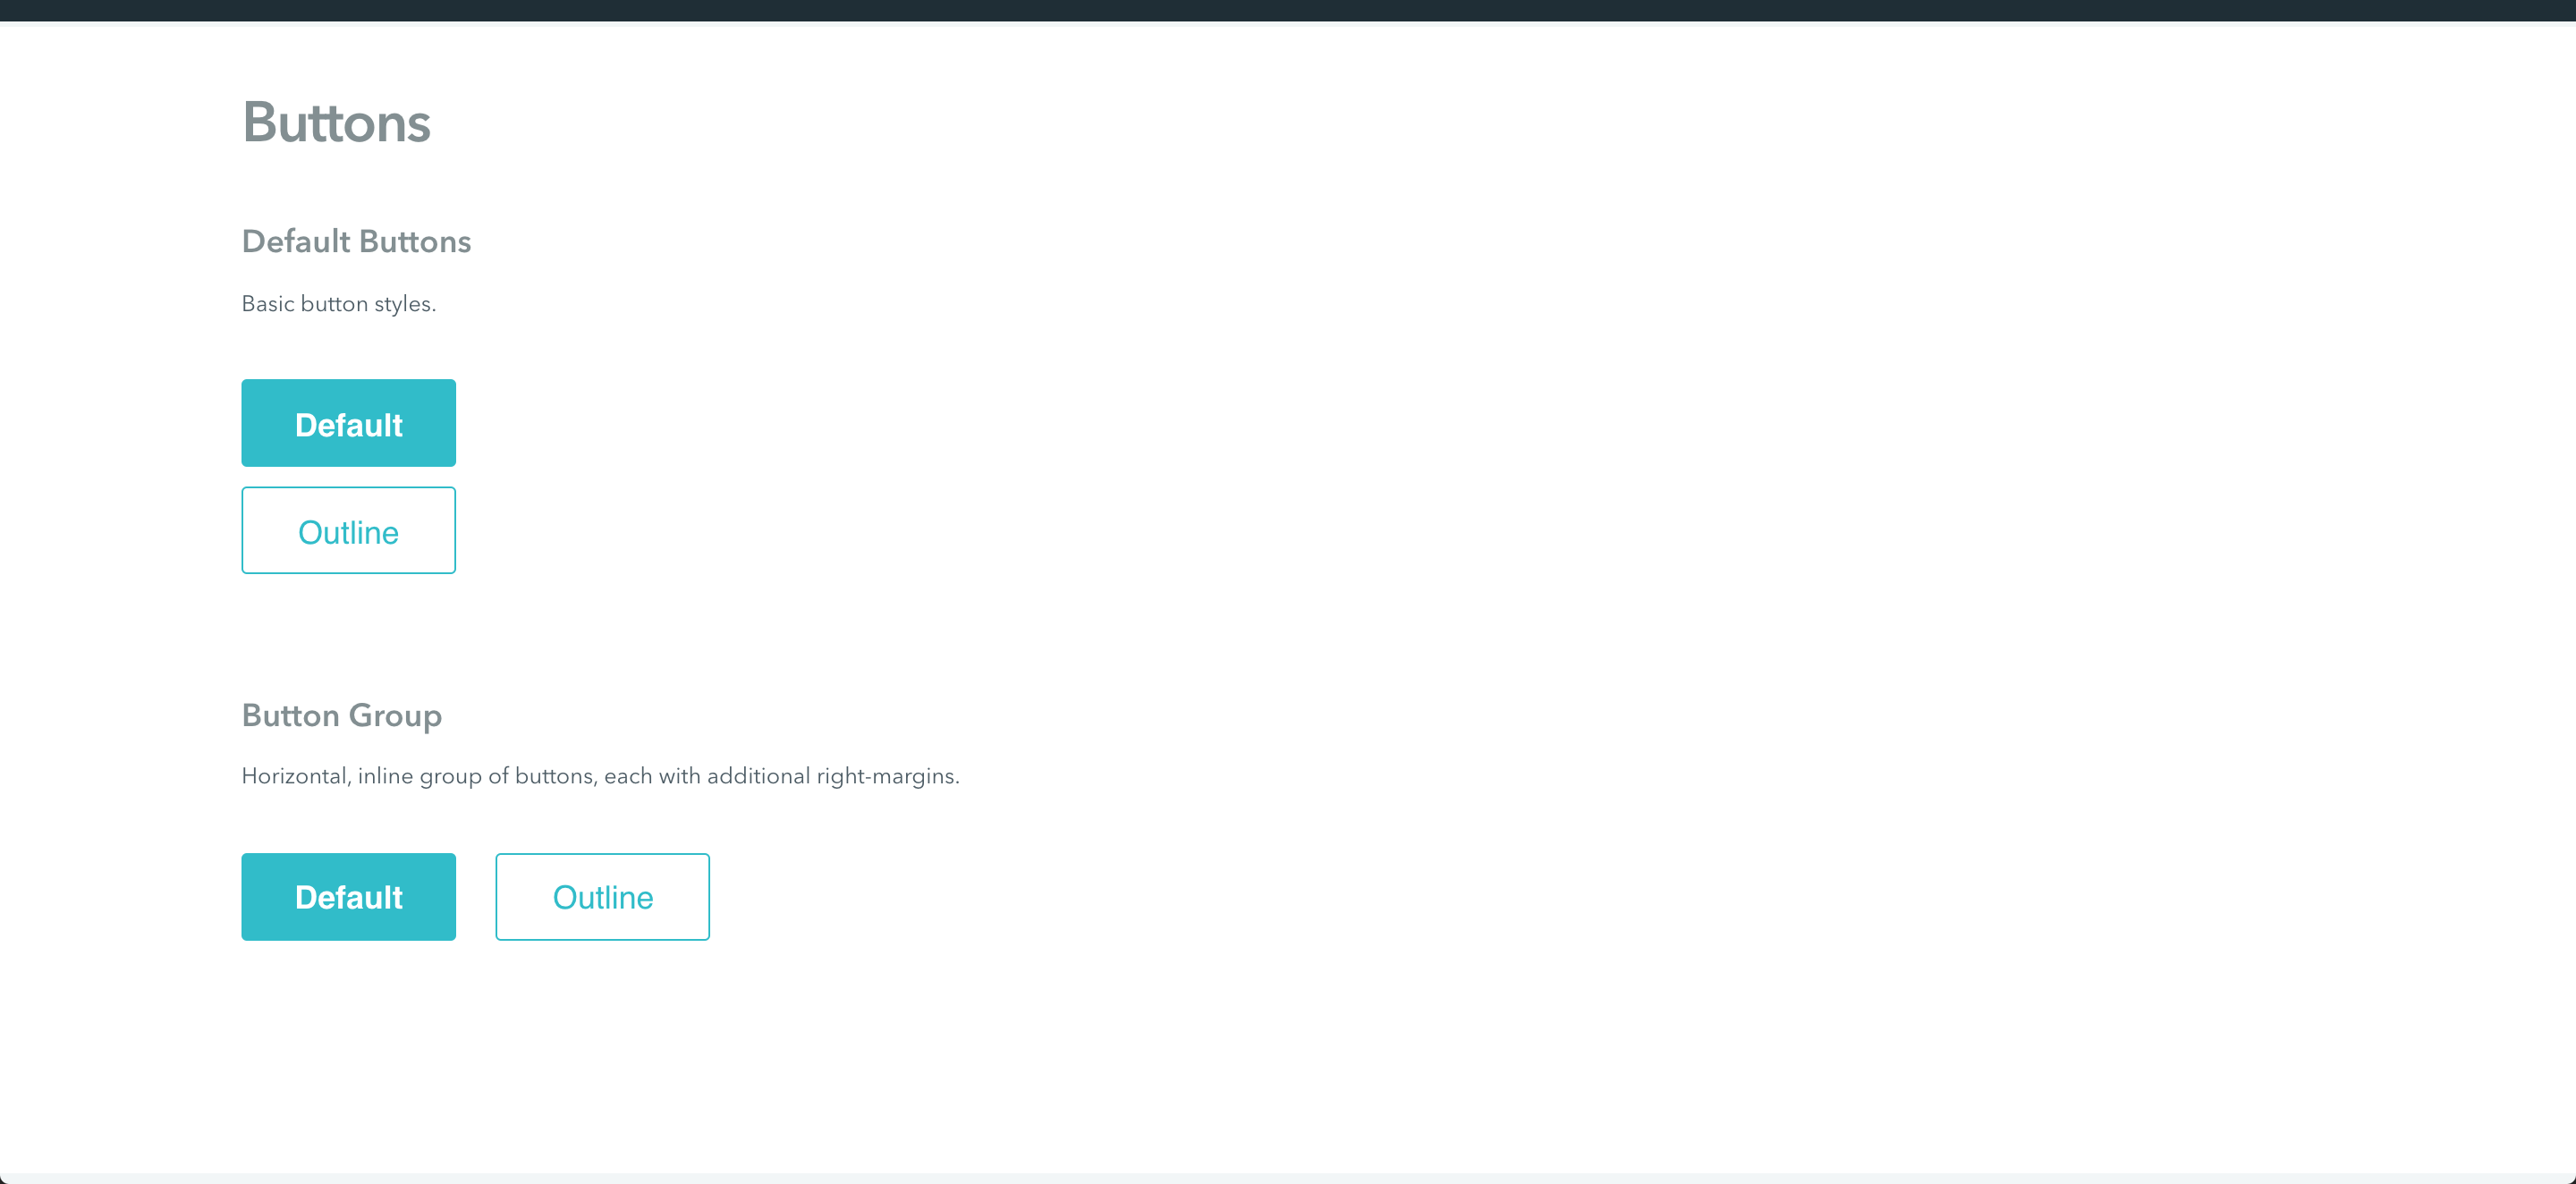 Buttons
Default Buttons
Basic button styles.
Default
Outline
Button Group
Horizontal, inline group of buttons, each with additional right-margins.
Default Outline